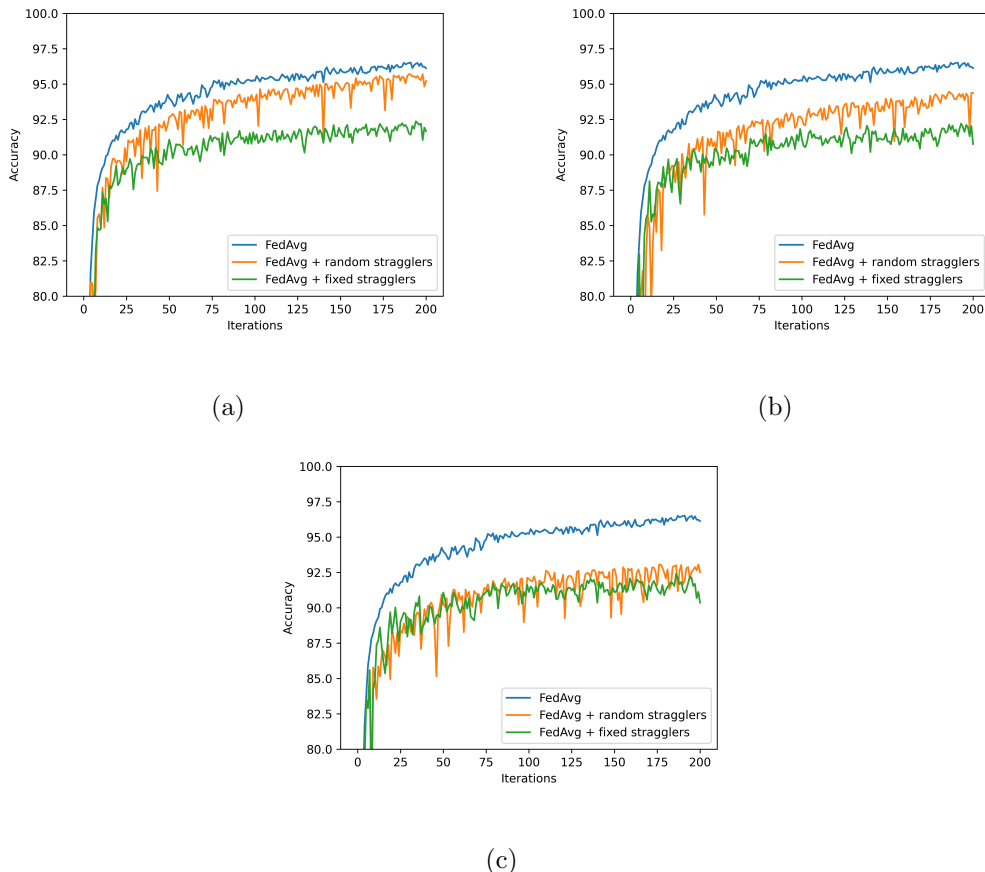 100.0
97.5
95.0
92.5
90.0
87.5
85.0
82.5
80.0
Accuracy
0 25 50 75 100 125 150 175 200
Iterations
FedAvg
FedAvg + random stragglers
FedAvg + fixed stragglers
(a)
100.0
97.5
95.0
92.5
90.0
87.5
85.0
82.5
80.0
Accuracy
0 25 50 75 100 125 150 175 200
Iterations
FedAvg
FedAvg + random stragglers
FedAvg + fixed stragglers
(b)
100.0
97.5
95.0
92.5
90.0
87.5
85.0
82.5
80.0
Accuracy
0 25 50 75 100 125 150 175 200
Iterations
FedAvg
FedAvg + random stragglers
FedAvg + fixed stragglers
(c)